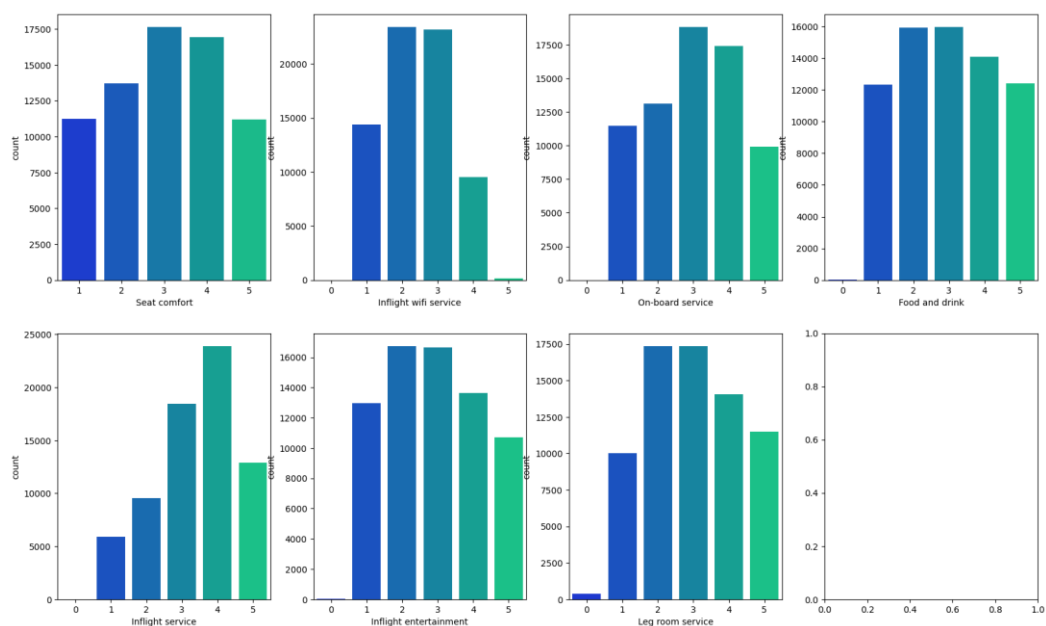 17500
15000
12500
10000
7500
5000
2500
0
count
1 2 3 4 5
Seat comfort
20000
15000
10000
5000
0
count
0 1 2 3 4 5
Inflight wifi service
17500
15000
12500
10000
7500
5000
2500
0
count
0 1 2 3 4 5
On-board service
16000
14000
12000
10000
8000
6000
4000
2000
0
count
0 1 2 3 4 5
Food and drink
25000
20000
15000
10000
5000
0
count
0 1 2 3 4 5
Inflight service
16000
14000
12000
10000
8000
6000
4000
2000
0
count
0 1 2 3 4 5
Inflight entertainment
17500
15000
12500
10000
7500
5000
2500
0
count
0 1 2 3 4 5
Leg room service
1.0
0.8
0.6
0.4
0.2
0.0
0.0 0.2 0.4 0.6 0.8 1.0